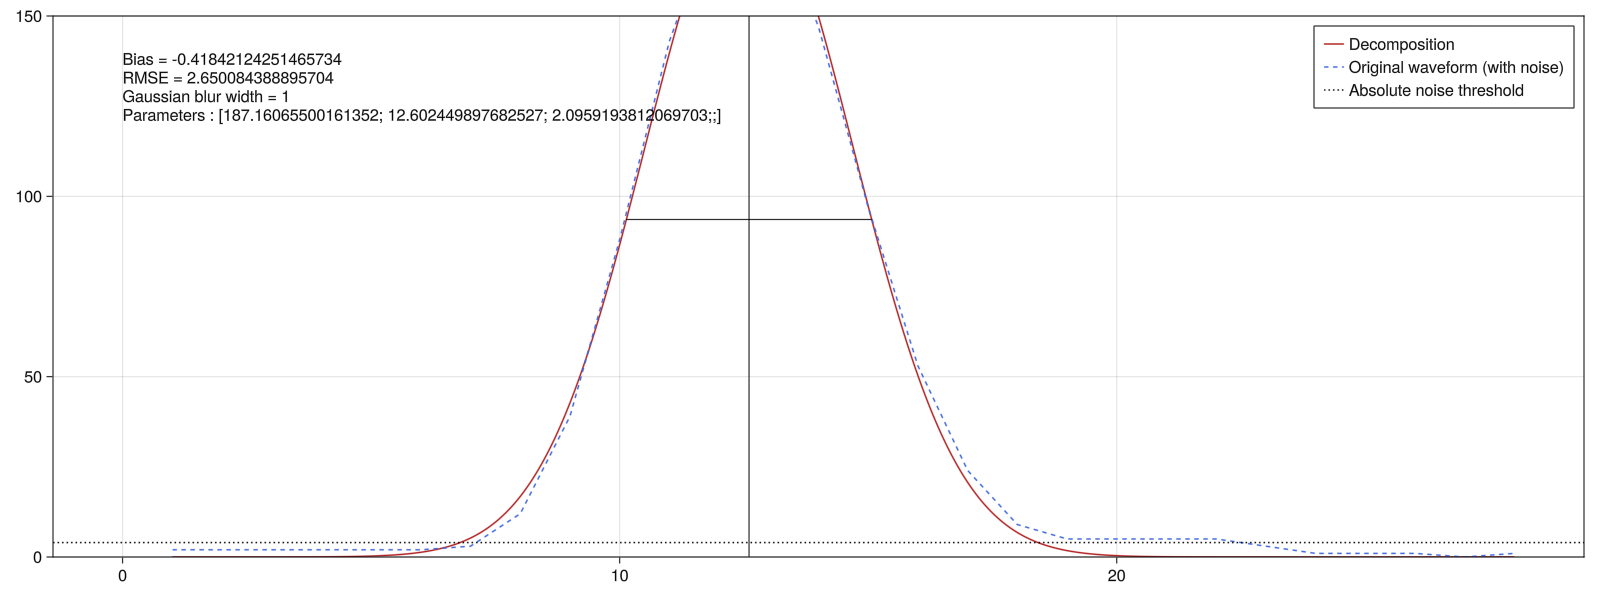 150
100
50
0
Bias = -0.41842124251465734
RMSE = 2.650084388895704
Gaussian blur width = 1
Parameters : [187.16065500161352; 12.602449897682527; 2.0959193812069703;;]
Decomposition
Original waveform (with noise)
Absolute noise threshold
0
10
20